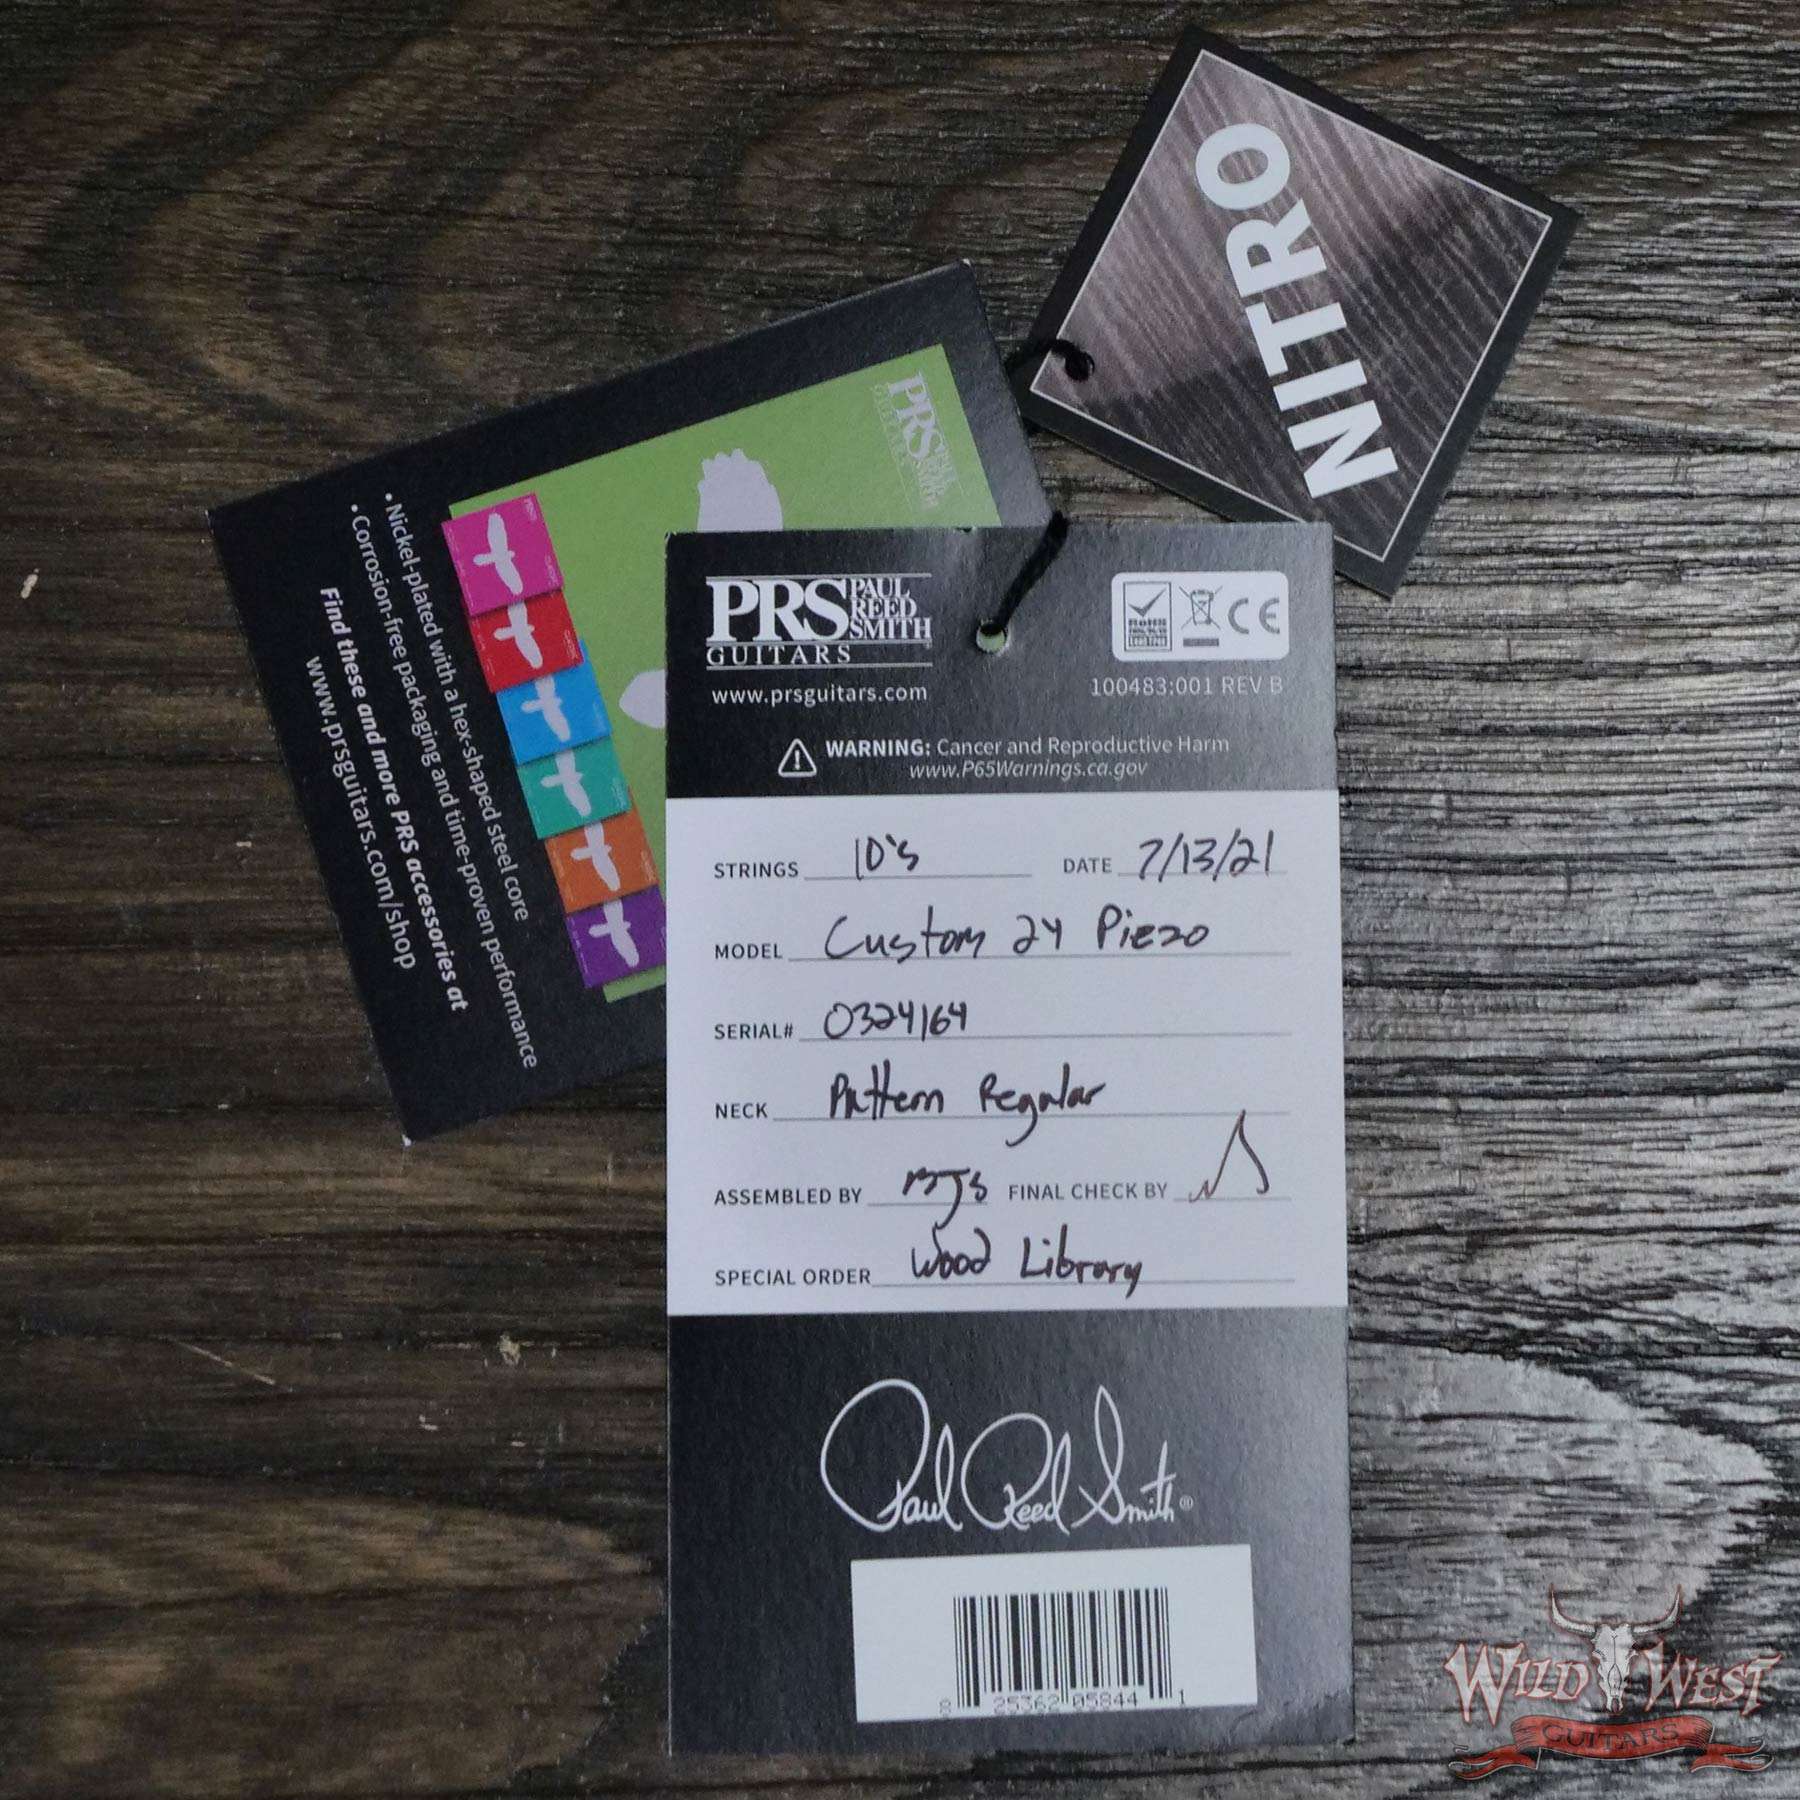 NITRO
PRS PAUL REED SMITH
GUITARS
• Nickel-plated with a hex-shaped steel core
• Corrosion-free packaging and time-proven performance
Find these and more PRS accessories at
www.prsguitars.com/shop
PRS PAUL REED SMITH
GUITARS
www.prsguitars.com
CE
100483:001 REV B
WARNING: Cancer and Reproductive Harm
www.P65Warnings.ca.gov
STRINGS 10's DATE 7/13/21
MODEL Custom 24 Piezo
SERIAL# 0324164
NECK Pattern Regular
ASSEMBLED BY MJS FINAL CHECK BY
SPECIAL ORDER Wood Library
Paul Reed Smith ®
8 25362 05844 1
WILD WEST
GUITARS